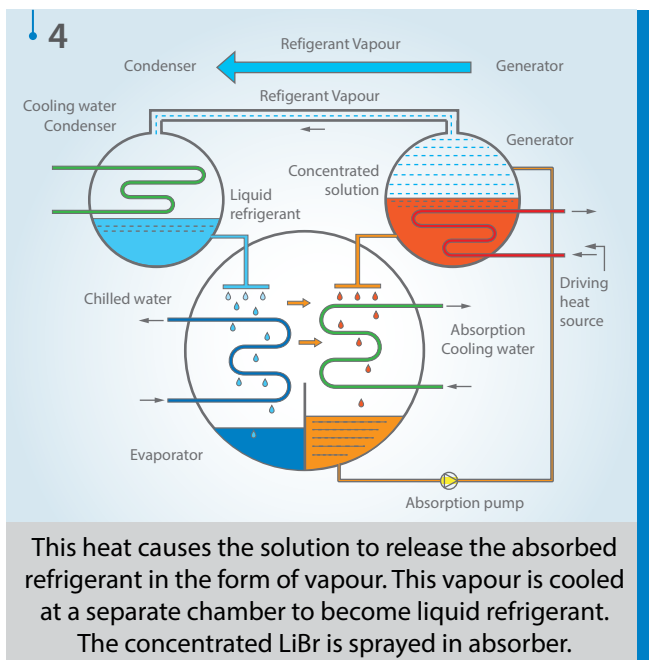 4
Refigerant Vapour
Condenser
Generator
Refigerant Vapour
Cooling water
Condenser
Generator
Concentrated
solution
Liquid
refrigerant
Driving
heat
source
Chilled water
Absorption
Cooling water
Evaporator
Absorption pump
This heat causes the solution to release the absorbed
refrigerant in the form of vapour. This vapour is cooled
at a separate chamber to become liquid refrigerant.
The concentrated LiBr is sprayed in absorber.